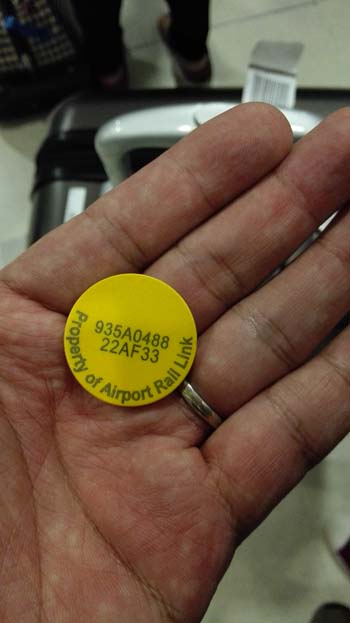 935A0488
22AF33
Property of Airport Rail Link